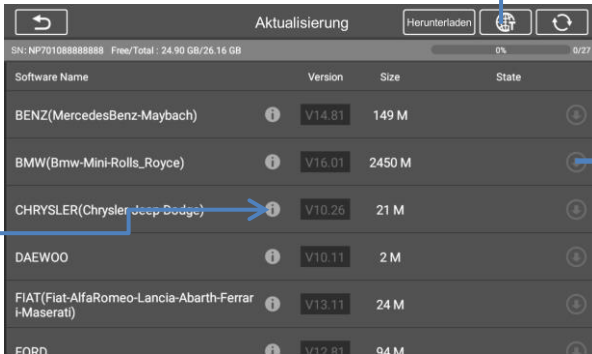 Aktualisierung Herunterladen
SN: NP701088888888 Free/Total : 24.90 GB/26.16 GB 0% 0/27
Software Name Version Size State
BENZ(MercedesBenz-Maybach) V14.81 149 M
BMW(Bmw-Mini-Rolls_Royce) V16.01 2450 M
CHRYSLER(Chrysler-Jeep-Dodge) V10.26 21 M
DAEWOO V10.11 2 M
FIAT(Fiat-AlfaRomeo-Lancia-Abarth-Ferrar
i-Maserati) V13.11 24 M
FORD V12.81 94 M